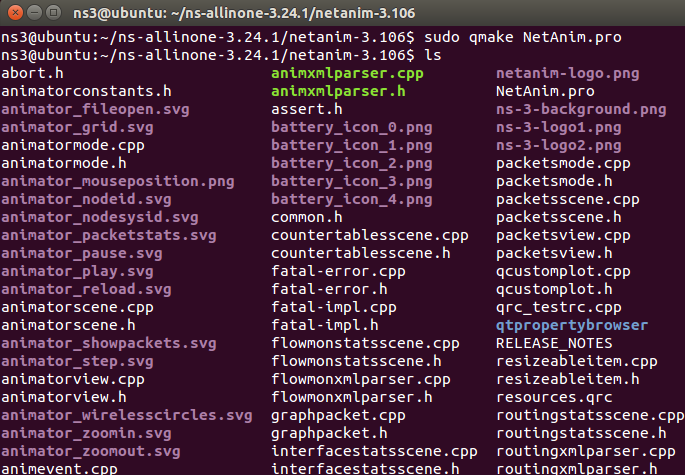 ns3@ubuntu: ~/ns-allinone-3.24.1/netanim-3.106
ns3@ubuntu:~/ns-allinone-3.24.1/netanim-3.106$ sudo qmake NetAnim.pro
ns3@ubuntu:~/ns-allinone-3.24.1/netanim-3.106$ ls
abort.h animxmlparser.cpp netanim-logo.png
animatorconstants.h animxmlparser.h NetAnim.pro
animator_fileopen.svg assert.h ns-3-background.png
animator_grid.svg battery_icon_0.png ns-3-logo1.png
animatormode.cpp battery_icon_1.png ns-3-logo2.png
animatormode.h battery_icon_2.png packetsmode.cpp
animator_mouseposition.png battery_icon_3.png packetsmode.h
animator_nodeid.svg battery_icon_4.png packetsscene.cpp
animator_nodesysid.svg common.h packetsscene.h
animator_packetstats.svg countertablesscene.cpp packetsview.cpp
animator_pause.svg countertablesscene.h packetsview.h
animator_play.svg fatal-error.cpp qcustomplot.cpp
animator_reload.svg fatal-error.h qcustomplot.h
animatorscene.cpp fatal-impl.cpp qrc_testrc.cpp
animatorscene.h fatal-impl.h qtpropertybrowser
animator_showpackets.svg flowmonstatsscene.cpp RELEASE_NOTES
animator_step.svg flowmonstatsscene.h resizeableitem.cpp
animatorview.cpp flowmonxmlparser.cpp resizeableitem.h
animatorview.h flowmonxmlparser.h resources.qrc
animator_wirelesscircles.svg graphpacket.cpp routingstatsscene.cpp
animator_zoomin.svg graphpacket.h routingstatsscene.h
animator_zoomout.svg interfacestatsscene.cpp routingxmlparser.cpp
animevent.cpp interfacestatsscene.h routingxmlparser.h